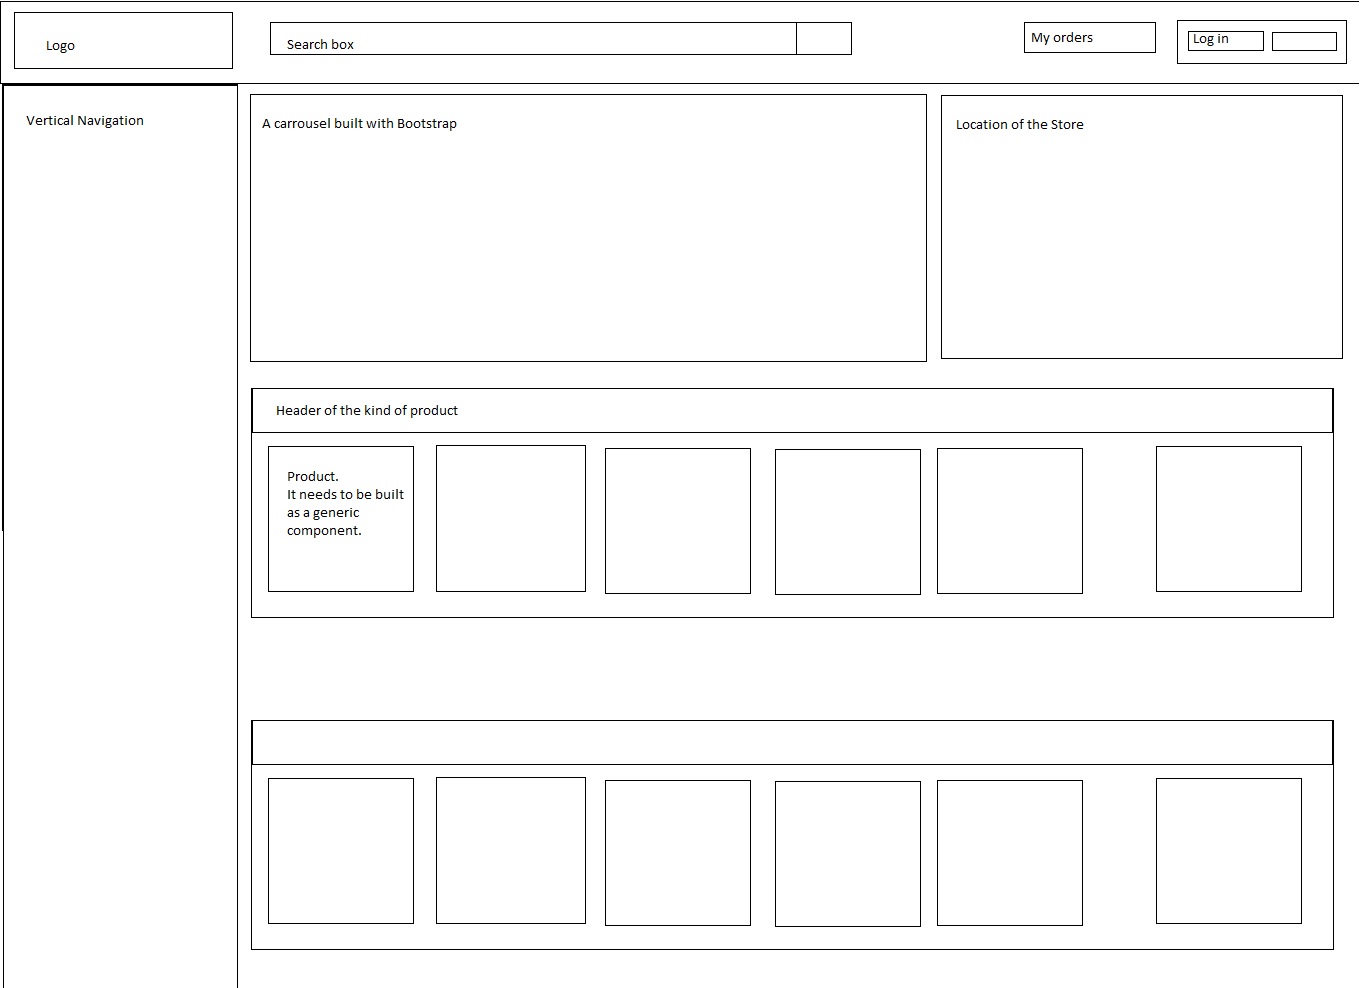 Logo
Search box
My orders
Log in
Vertical Navigation
A carrousel built with Bootstrap
Location of the Store
Header of the kind of product
Product.
It needs to be built
as a generic
component.